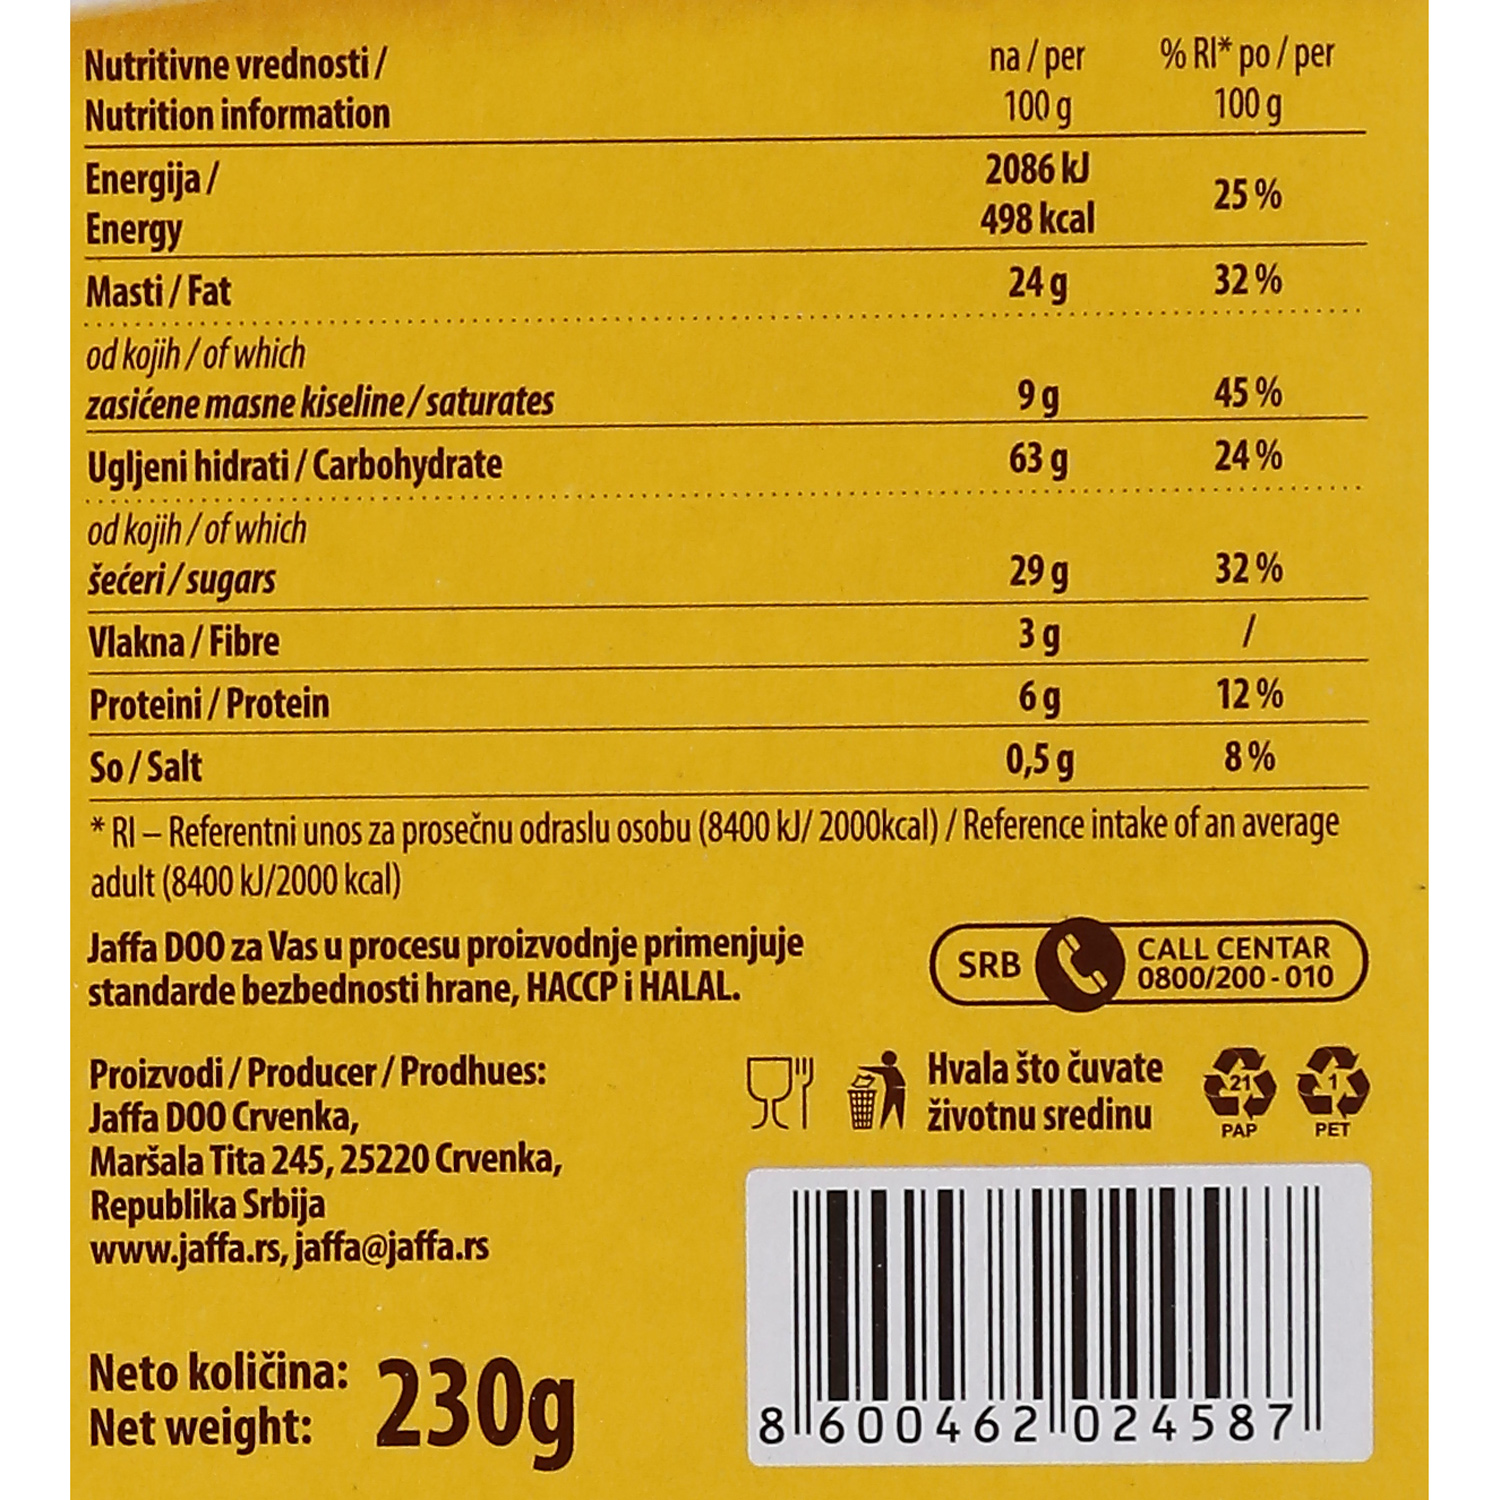 Nutritivne vrednosti / na / per % RI* po / per
Nutrition information 100 g 100 g
Energija / 2086 kJ 25 %
Energy 498 kcal
Masti / Fat 24 g 32 %
od kojih / of which
zasićene masne kiseline / saturates 9 g 45 %
Ugljeni hidrati / Carbohydrate 63 g 24 %
od kojih / of which
šećeri / sugars 29 g 32 %
Vlakna / Fibre 3 g /
Proteini / Protein 6 g 12 %
So / Salt 0,5 g 8 %
* RI – Referentni unos za prosečnu odraslu osobu (8400 kJ/ 2000kcal) / Reference intake of an average
adult (8400 kJ/2000 kcal)
Jaffa DOO za Vas u procesu proizvodnje primenjuje
standarde bezbednosti hrane, HACCP i HALAL.
SRB CALL CENTAR
0800/200 - 010
Proizvodi / Producer / Prodhues:
Jaffa DOO Crvenka,
Maršala Tita 245, 25220 Crvenka,
Republika Srbija
www.jaffa.rs, jaffa@jaffa.rs
Hvala što čuvate
životnu sredinu
21 1
PAP PET
Neto količina: 230g
Net weight:
8 600462 024587